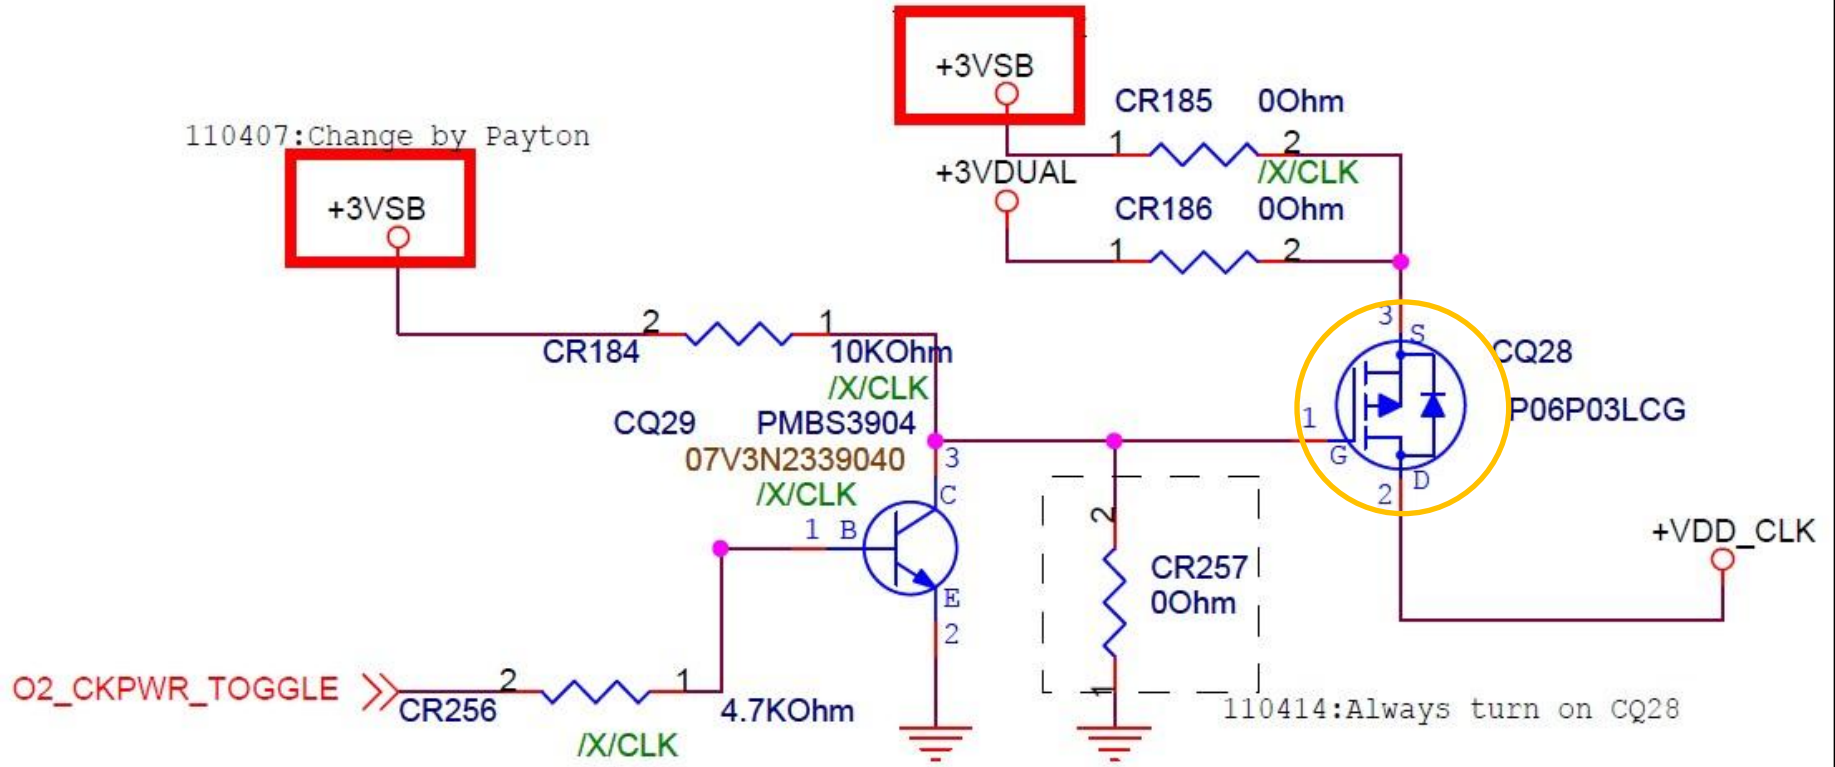 +3VSB
CR185 0Ohm
1 2
/X/CLK
110407:Change by Payton
+3VDUAL
+3VSB
CR186 0Ohm
1 2
2 1
CR184 10KOhm
/X/CLK
3 S
CQ28
P06P03LCG
1 G
D
2
CQ29 PMBS3904
07V3N2339040
/X/CLK
3
C
1 B
E
2
2
CR257
0Ohm
1
+VDD_CLK
O2_CKPWR_TOGGLE
2 1
CR256 4.7KOhm
/X/CLK
110414:Always turn on CQ28